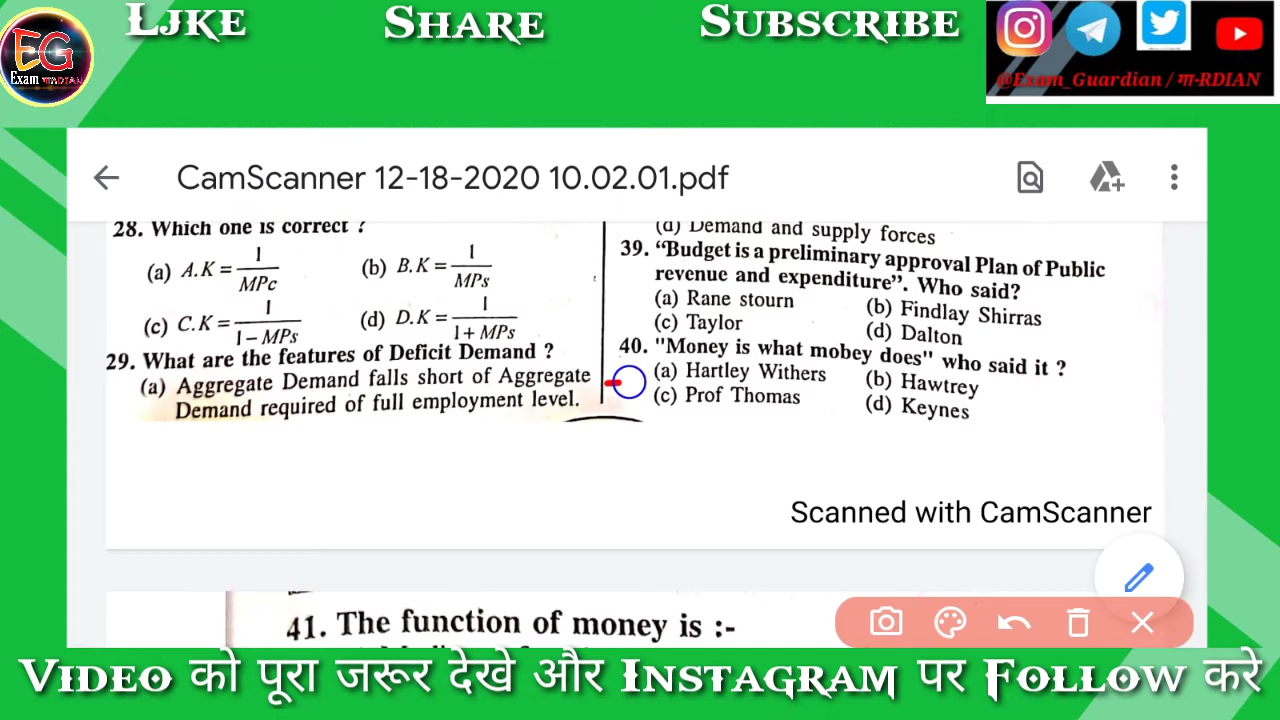 LJKE
SHARE
SUBSCRIBE
EG
Exam गाRDIAN
@Exam_Guardian / गा-RDIAN
CamScanner 12-18-2020 10.02.01.pdf
28. Which one is correct ?
(a) A.K = 1/MPc (b) B.K = 1/MPs
(c) C.K = 1/1 − MPs (d) D.K = 1/1 + MPs
29. What are the features of Deficit Demand ?
(a) Aggregate Demand falls short of Aggregate
Demand required of full employment level.
(d) Demand and supply forces
39. “Budget is a preliminary approval Plan of Public
revenue and expenditure”. Who said?
(a) Rane stourn (b) Findlay Shirras
(c) Taylor (d) Dalton
40. "Money is what mobey does" who said it ?
(a) Hartley Withers (b) Hawtrey
(c) Prof Thomas (d) Keynes
Scanned with CamScanner
41. The function of money is :-
VIDEO को पूरा जरूर देखे और INSTAGRAM पर FOLLOW करे